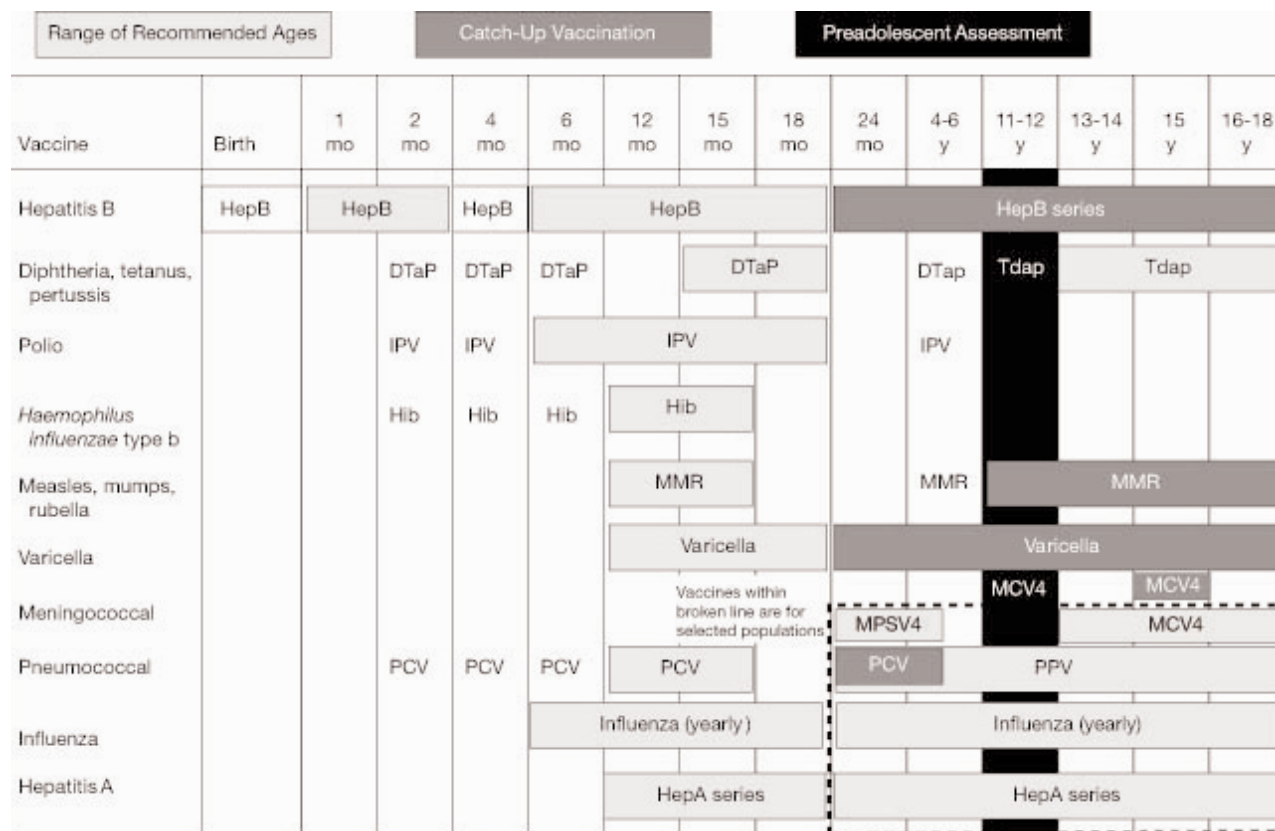 Range of Recommended Ages
Catch-Up Vaccination
Preadolescent Assessment
Vaccine Birth 1 mo 2 mo 4 mo 6 mo 12 mo 15 mo 18 mo 24 mo 4-6 y 11-12 y 13-14 y 15 y 16-18 y
Hepatitis B HepB HepB HepB HepB HepB series
Diphtheria, tetanus, DTaP DTaP DTaP DTaP DTap Tdap Tdap
pertussis
Polio IPV IPV IPV IPV
Haemophilus Hib Hib Hib Hib
influenzae type b
Measles, mumps, MMR MMR MMR
rubella
Varicella Varicella Varicella
MCV4 MCV4
Vaccines within
broken line are for
selected populations
Meningococcal MPSV4 MCV4
Pneumococcal PCV PCV PCV PCV PCV PPV
Influenza Influenza (yearly) Influenza (yearly)
Hepatitis A HepA series HepA series